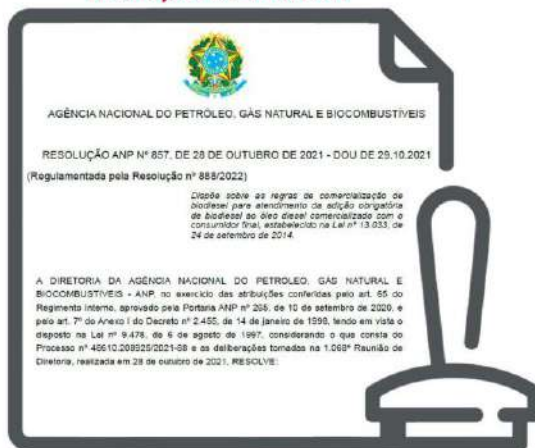 AGÊNCIA NACIONAL DO PETRÓLEO, GÁS NATURAL E BIOCOMBUSTÍVEIS
RESOLUÇÃO ANP Nº 857, DE 28 DE OUTUBRO DE 2021 - DOU DE 29.10.2021
(Regulamentada pela Resolução nº 888/2022)
Dispõe sobre as regras de comercialização de
biodiesel para atendimento da adição obrigatória
de biodiesel ao óleo diesel comercializado com o
consumidor final, estabelecido na Lei nº 13.033, de
24 de setembro de 2014.
A DIRETORIA DA AGÊNCIA NACIONAL DO PETRÓLEO, GÁS NATURAL E
BIOCOMBUSTÍVEIS - ANP, no exercício das atribuições conferidas pelo art. 65 do
Regimento Interno, aprovado pela Portaria ANP nº 265, de 10 de setembro de 2020, e
pelo art. 7º do Anexo I do Decreto nº 2.455, de 14 de janeiro de 1998, tendo em vista o
disposto na Lei nº 9.478, de 6 de agosto de 1997, considerando o que consta do
Processo nº 48610.208925/2021-68 e as deliberações tomadas na 1.068ª Reunião de
Diretoria, realizada em 28 de outubro de 2021, RESOLVE: